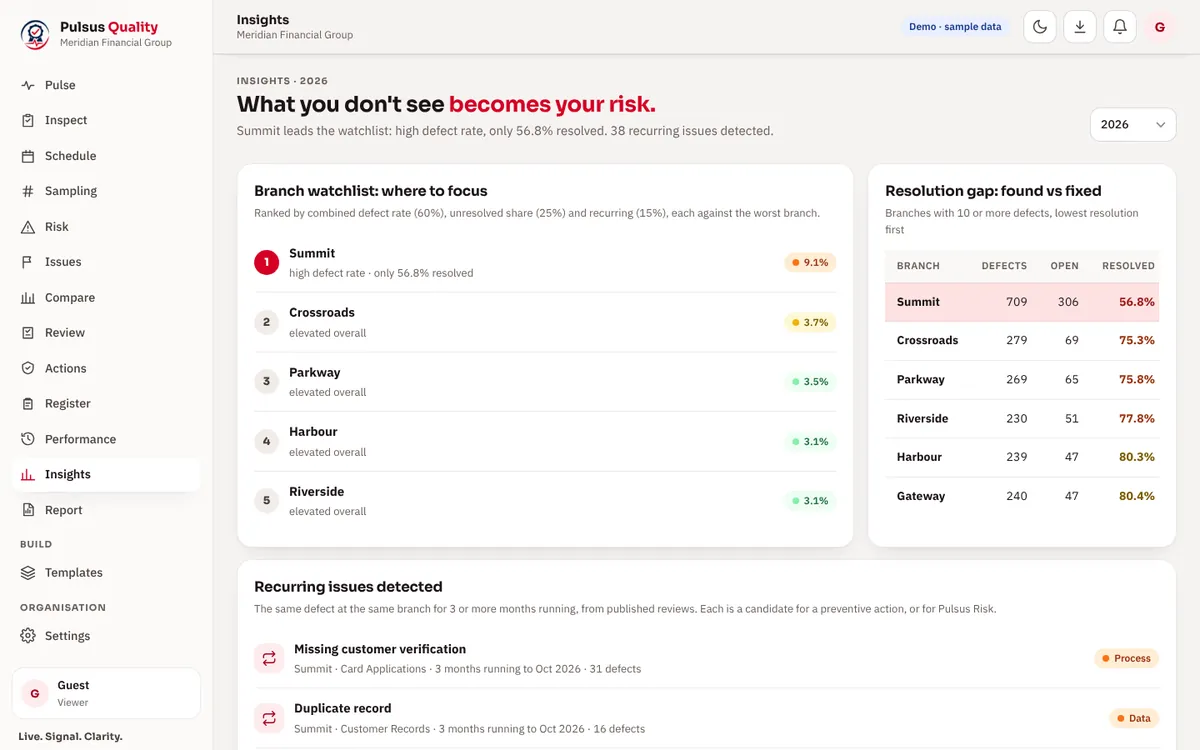 Pulsus Quality
Meridian Financial Group
Pulse
Inspect
Schedule
Sampling
Risk
Issues
Compare
Review
Actions
Register
Performance
Insights
Report
BUILD
Templates
ORGANISATION
Settings
G
Guest
Viewer
Live. Signal. Clarity.
Insights
Meridian Financial Group
Demo · sample data
G
INSIGHTS · 2026
What you don't see becomes your risk.
Summit leads the watchlist: high defect rate, only 56.8% resolved. 38 recurring issues detected.
2026
Branch watchlist: where to focus
Ranked by combined defect rate (60%), unresolved share (25%) and recurring (15%), each against the worst branch.
1 Summit 9.1%
high defect rate · only 56.8% resolved
2 Crossroads 3.7%
elevated overall
3 Parkway 3.5%
elevated overall
4 Harbour 3.1%
elevated overall
5 Riverside 3.1%
elevated overall
Resolution gap: found vs fixed
Branches with 10 or more defects, lowest resolution
first
BRANCH DEFECTS OPEN RESOLVED
Summit 709 306 56.8%
Crossroads 279 69 75.3%
Parkway 269 65 75.8%
Riverside 230 51 77.8%
Harbour 239 47 80.3%
Gateway 240 47 80.4%
Recurring issues detected
The same defect at the same branch for 3 or more months running, from published reviews. Each is a candidate for a preventive action, or for Pulsus Risk.
Missing customer verification
Summit · Card Applications · 3 months running to Oct 2026 · 31 defects
Process
Duplicate record
Summit · Customer Records · 3 months running to Oct 2026 · 16 defects
Data